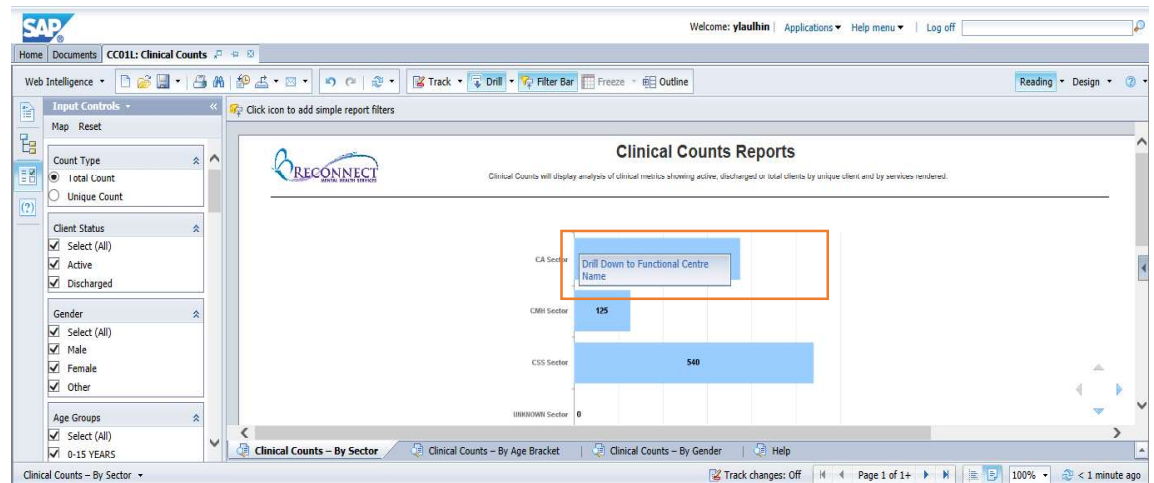 SAP
Welcome: ylaulhin | Applications Help menu | Log off
Home Documents CC01L: Clinical Counts
Web Intelligence Track Drill Filter Bar Freeze Outline Reading Design
Input Controls
Click icon to add simple report filters
Map Reset
Count Type
Total Count
Unique Count
Client Status
Select (All)
Active
Discharged
Gender
Select (All)
Male
Female
Other
Age Groups
Select (All)
0-15 YEARS
RECONNECT
MENTAL HEALTH SERVICES
Clinical Counts Reports
Clinical Counts will display analysis of clinical metrics showing active, discharged or total clients by unique client and by services rendered.
CA Sector
Drill Down to Functional Centre
Name
CMH Sector 125
CSS Sector 540
UNKNOWN Sector 0
Clinical Counts – By Sector Clinical Counts – By Age Bracket Clinical Counts – By Gender Help
Clinical Counts – By Sector Track changes: Off Page 1 of 1+ 100% < 1 minute ago